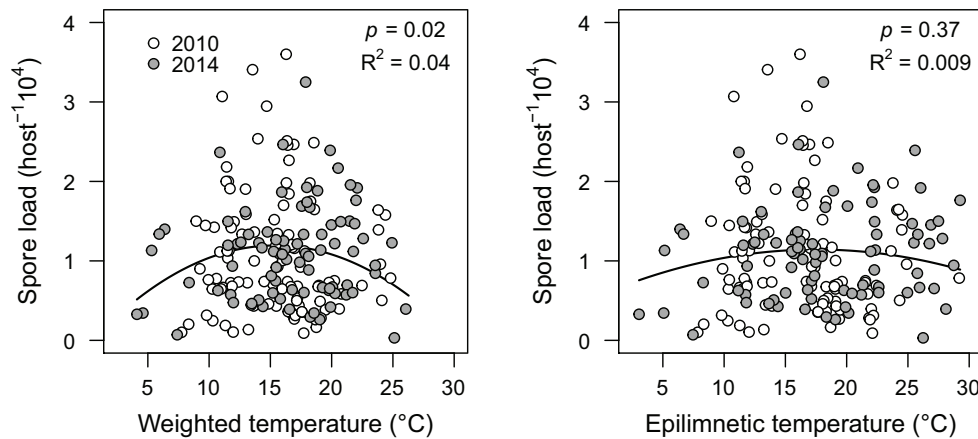 4
3
2
1
0
Spore load (host⁻¹10⁴)
2010
2014
p = 0.02
R² = 0.04
5 10 15 20 25 30
Weighted temperature (°C)
4
3
2
1
0
Spore load (host⁻¹10⁴)
p = 0.37
R² = 0.009
5 10 15 20 25 30
Epilimnetic temperature (°C)